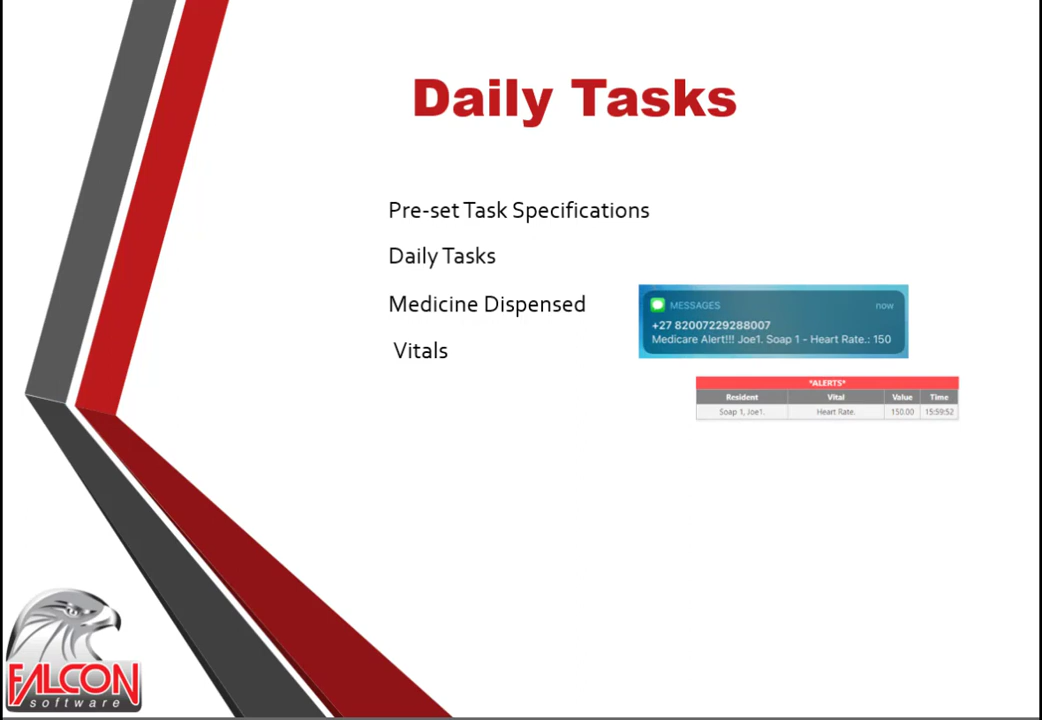 Daily Tasks
Pre-set Task Specifications
Daily Tasks
Medicine Dispensed
Vitals
MESSAGES now
+27 82007229288007
Medicare Alert!!! Joe1. Soap 1 - Heart Rate.: 150
*ALERTS*
Resident Vital Value Time
Soap 1, Joe1. Heart Rate. 150.00 15:59:52
FALCON
software